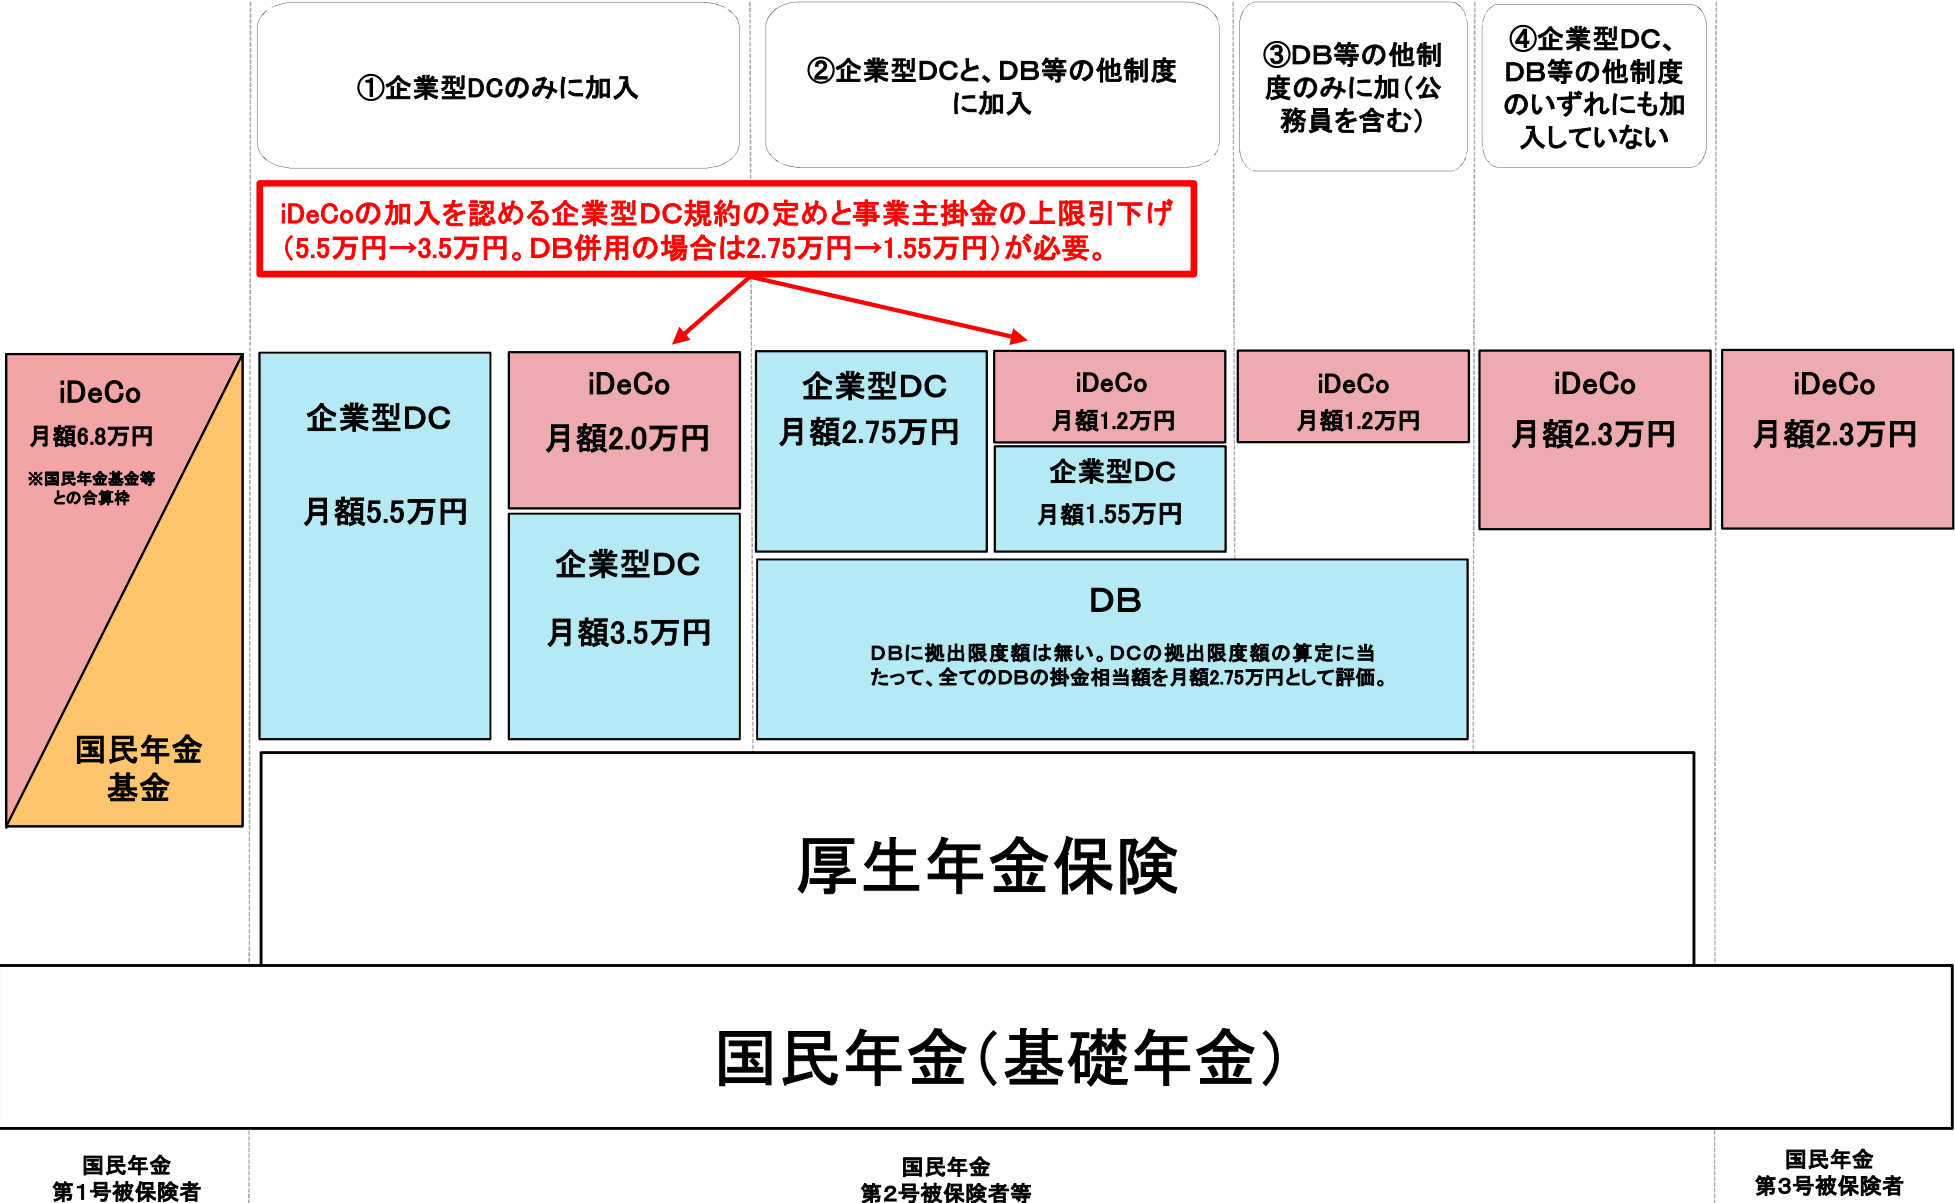 ①企業型DCのみに加入
②企業型DCと、DB等の他制度
に加入
③DB等の他制
度のみに加(公
務員を含む)
④企業型DC、
DB等の他制度
のいずれにも加
入していない
iDeCoの加入を認める企業型DC規約の定めと事業主掛金の上限引下げ
(5.5万円→3.5万円。DB併用の場合は2.75万円→1.55万円)が必要。
iDeCo
月額6.8万円
※国民年金基金等
との合算枠
国民年金
基金
企業型DC
月額5.5万円
iDeCo
月額2.0万円
企業型DC
月額3.5万円
企業型DC
月額2.75万円
iDeCo
月額1.2万円
企業型DC
月額1.55万円
iDeCo
月額1.2万円
iDeCo
月額2.3万円
iDeCo
月額2.3万円
DB
DBに拠出限度額は無い。DCの拠出限度額の算定に当
たって、全てのDBの掛金相当額を月額2.75万円として評価。
厚生年金保険
国民年金(基礎年金)
国民年金
第1号被保険者
国民年金
第2号被保険者等
国民年金
第3号被保険者